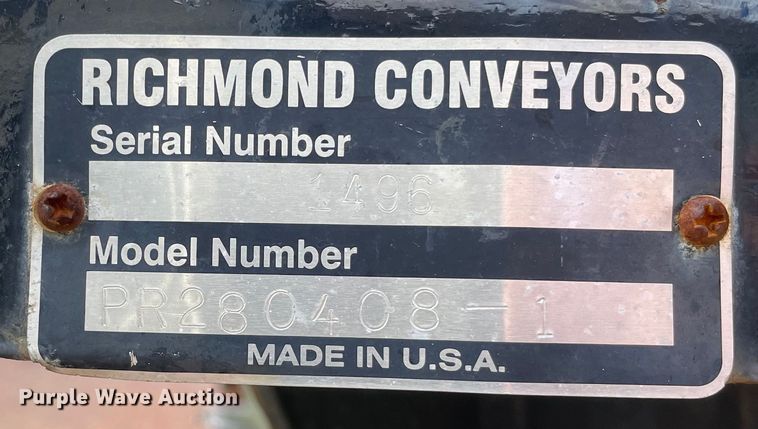 RICHMOND CONVEYORS
Serial Number
1496
Model Number
PR280408-1
MADE IN U.S.A.
Purple Wave Auction